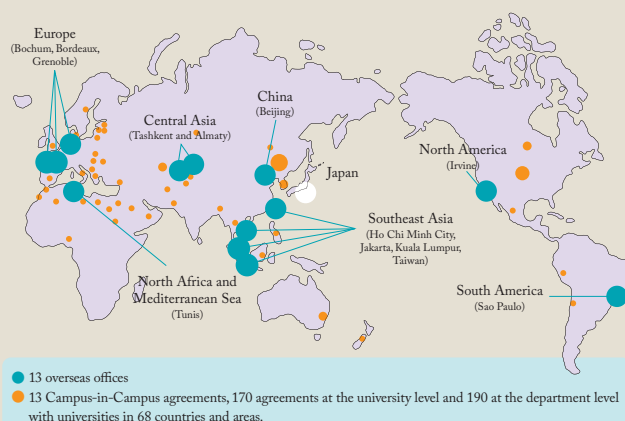 Europe
(Bochum, Bordeaux,
Grenoble)
Central Asia
(Tashkent and Almaty)
China
(Beijing)
Japan
North America
(Irvine)
Southeast Asia
(Ho Chi Minh City,
Jakarta, Kuala Lumpur,
Taiwan)
North Africa and
Mediterranean Sea
(Tunis)
South America
(Sao Paulo)
13 overseas offices
13 Campus-in-Campus agreements, 170 agreements at the university level and 190 at the department level
with universities in 68 countries and areas.